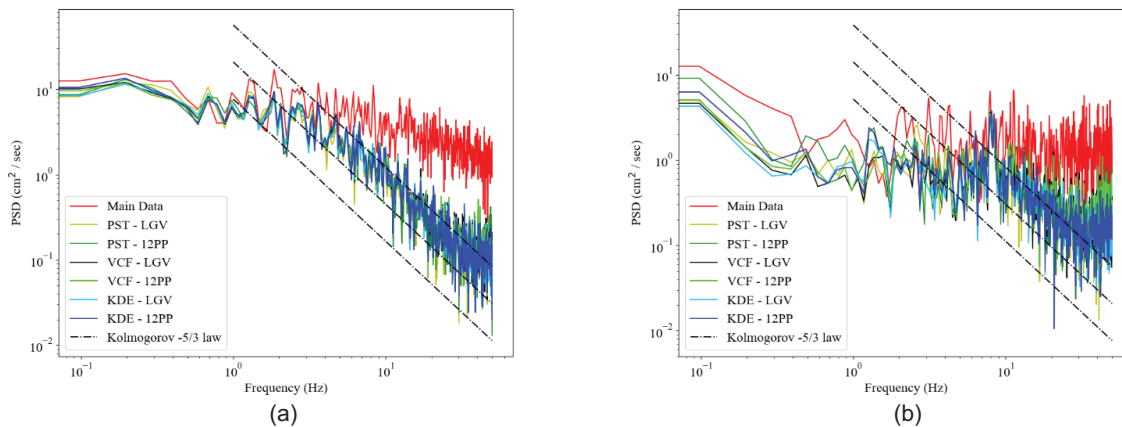 PSD (cm² / sec)
10¹
10⁰
10⁻¹
10⁻²
Main Data
PST - LGV
PST - 12PP
VCF - LGV
VCF - 12PP
KDE - LGV
KDE - 12PP
Kolmogorov -5/3 law
10⁻¹
10⁰
10¹
Frequency (Hz)
(a)
PSD (cm² / sec)
10¹
10⁰
10⁻¹
10⁻²
Main Data
PST - LGV
PST - 12PP
VCF - LGV
VCF - 12PP
KDE - LGV
KDE - 12PP
Kolmogorov -5/3 law
10⁻¹
10⁰
10¹
Frequency (Hz)
(b)